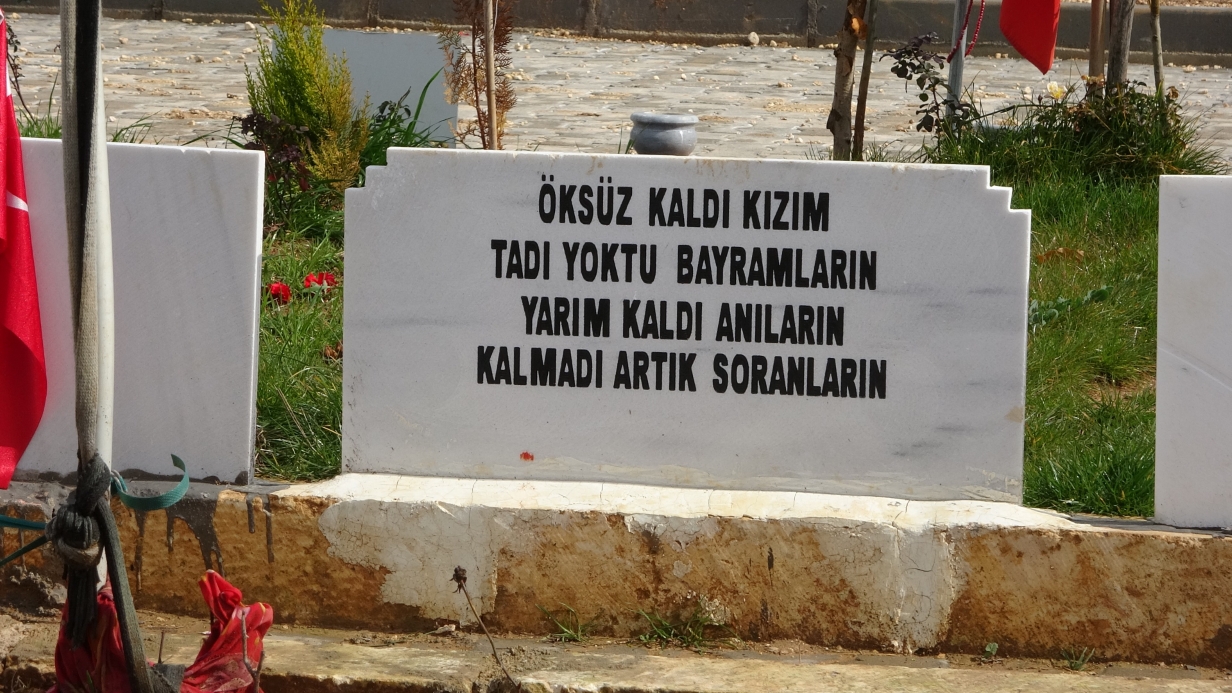 ÖKSÜZ KALDI KIZIM
TADI YOKTU BAYRAMLARIN
YARIM KALDI ANILARIN
KALMADI ARTIK SORANLARIN